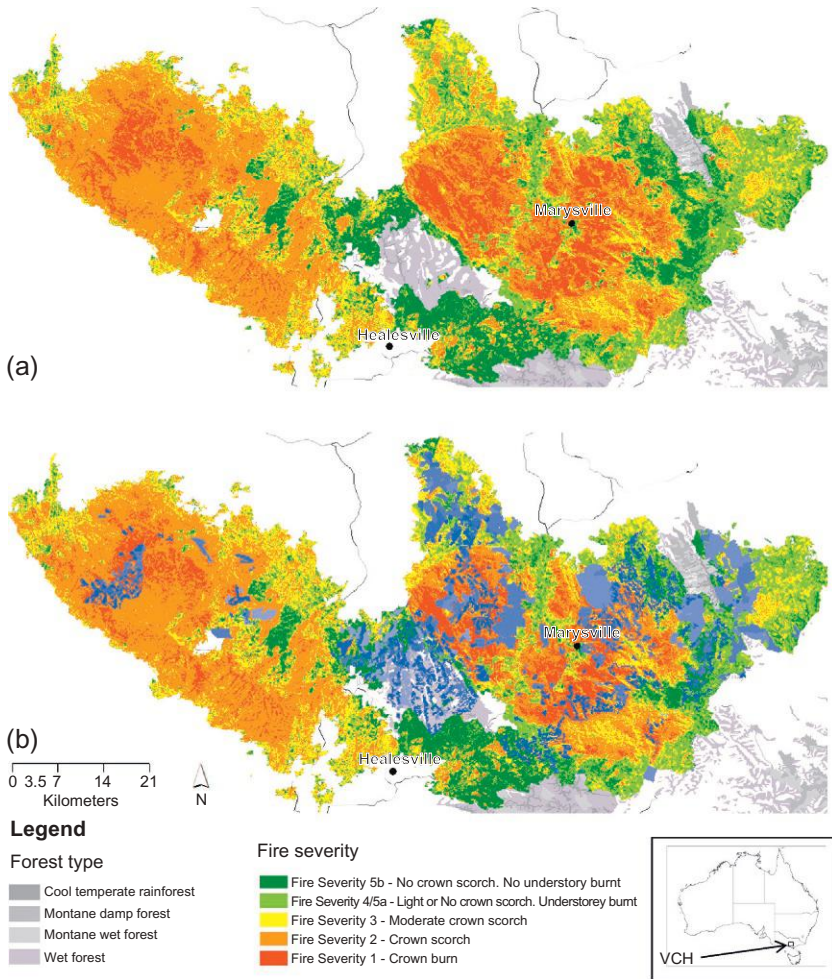 Marysville
Healesville
(a)
Marysville
(b)
Healesville
0 3.5 7 14 21
Kilometers
N
Legend
Forest type
Cool temperate rainforest
Montane damp forest
Montane wet forest
Wet forest
Fire severity
Fire Severity 5b - No crown scorch. No understory burnt
Fire Severity 4/5a - Light or No crown scorch. Understorey burnt
Fire Severity 3 - Moderate crown scorch
Fire Severity 2 - Crown scorch
Fire Severity 1 - Crown burn
VCH